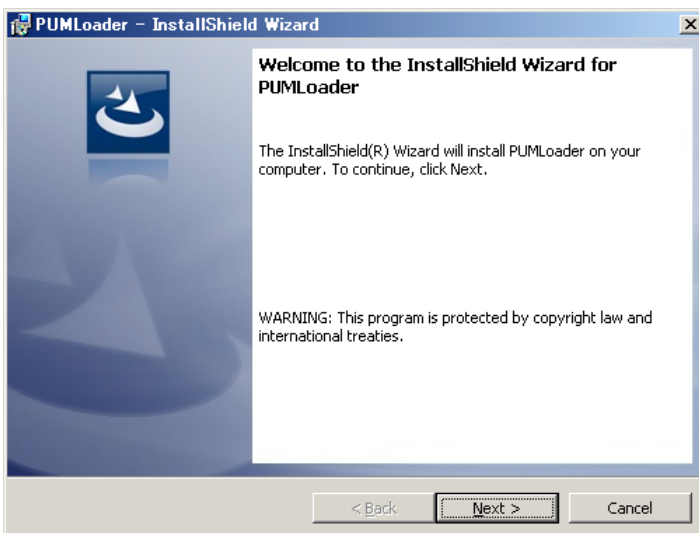 PUMLoader - InstallShield Wizard
Welcome to the InstallShield Wizard for
PUMLoader
The InstallShield(R) Wizard will install PUMLoader on your
computer. To continue, click Next.
WARNING: This program is protected by copyright law and
international treaties.
< Back
Next >
Cancel